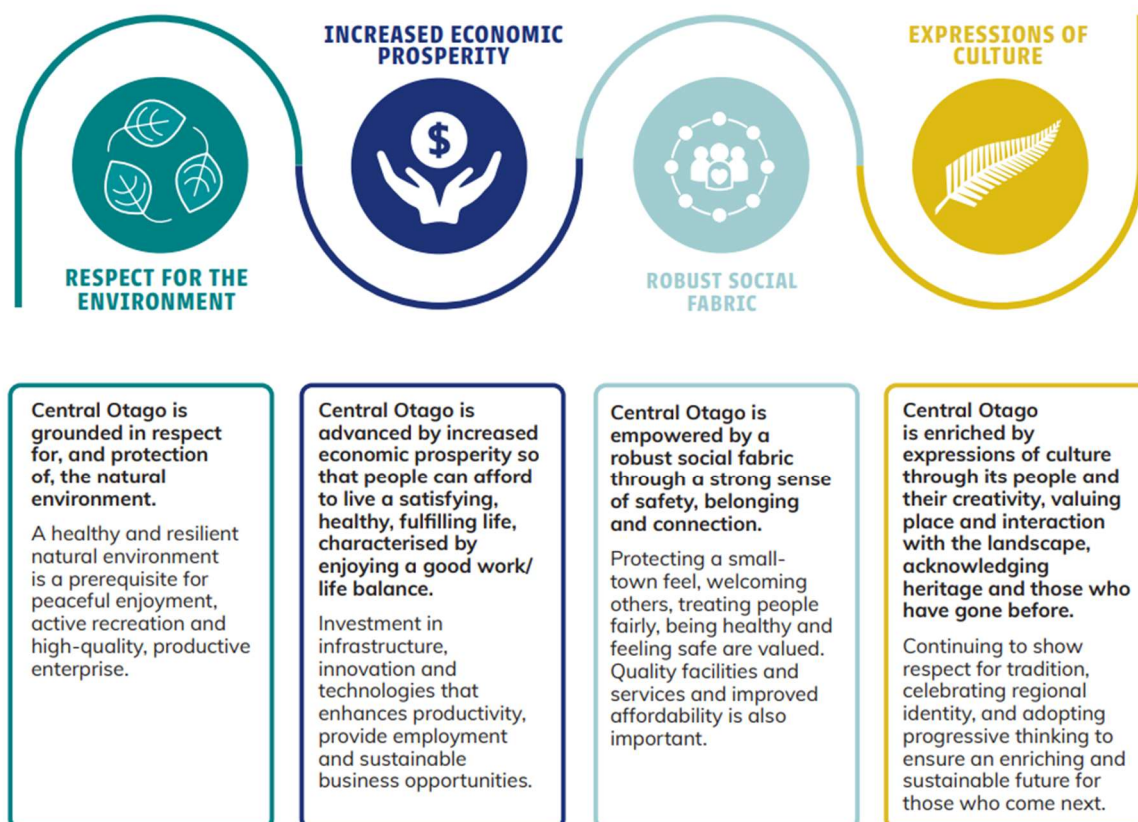 RESPECT FOR THE
ENVIRONMENT
INCREASED ECONOMIC
PROSPERITY
$
ROBUST SOCIAL
FABRIC
EXPRESSIONS OF
CULTURE
Central Otago is
grounded in respect
for, and protection
of, the natural
environment.
A healthy and resilient
natural environment
is a prerequisite for
peaceful enjoyment,
active recreation and
high-quality, productive
enterprise.
Central Otago is
advanced by increased
economic prosperity so
that people can afford
to live a satisfying,
healthy, fulfilling life,
characterised by
enjoying a good work/
life balance.
Investment in
infrastructure,
innovation and
technologies that
enhances productivity,
provide employment
and sustainable
business opportunities.
Central Otago is
empowered by a
robust social fabric
through a strong sense
of safety, belonging
and connection.
Protecting a small-
town feel, welcoming
others, treating people
fairly, being healthy and
feeling safe are valued.
Quality facilities and
services and improved
affordability is also
important.
Central Otago
is enriched by
expressions of culture
through its people and
their creativity, valuing
place and interaction
with the landscape,
acknowledging
heritage and those who
have gone before.
Continuing to show
respect for tradition,
celebrating regional
identity, and adopting
progressive thinking to
ensure an enriching and
sustainable future for
those who come next.